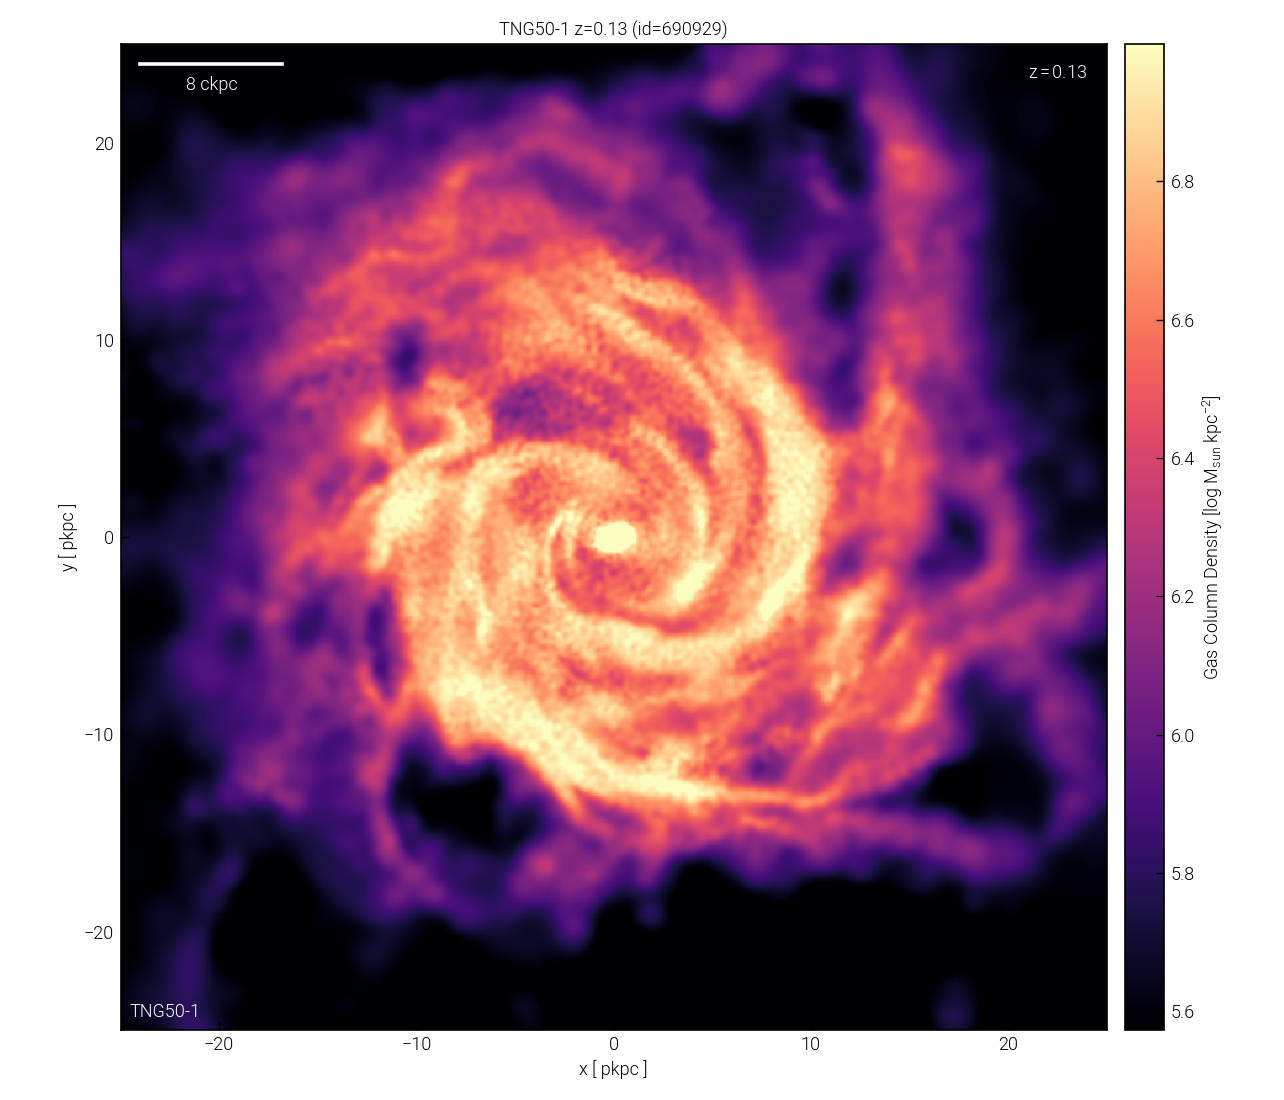 TNG50-1 z=0.13 (id=690929)
8 ckpc
z=0.13
20
10
0
−10
−20
y [ pkpc ]
TNG50-1
−20
−10
0
10
20
x [ pkpc ]
6.8
6.6
6.4
6.2
6.0
5.8
5.6
Gas Column Density [log M_sun kpc⁻²]